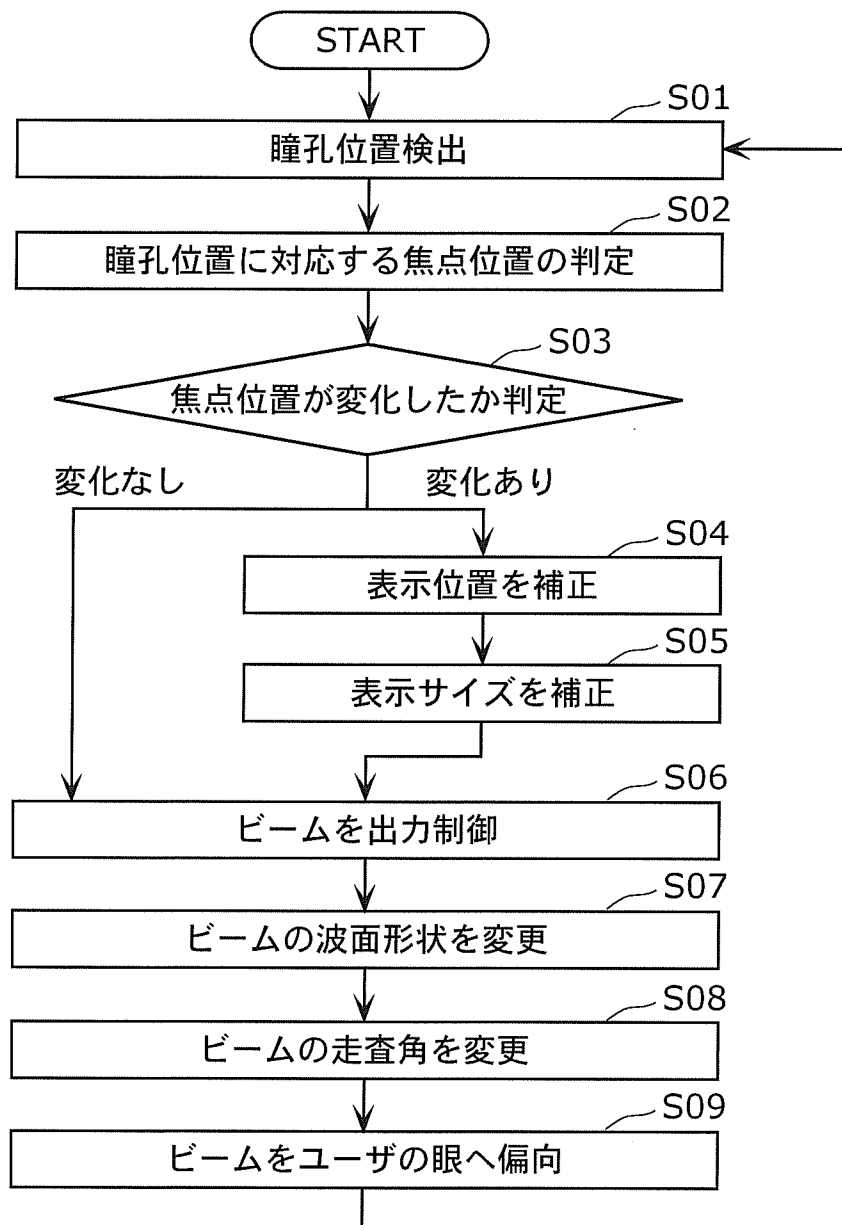 START
S01
瞳孔位置検出
S02
瞳孔位置に対応する焦点位置の判定
S03
焦点位置が変化したか判定
変化なし
変化あり
S04
表示位置を補正
S05
表示サイズを補正
S06
ビームを出力制御
S07
ビームの波面形状を変更
S08
ビームの走査角を変更
S09
ビームをユーザの眼へ偏向